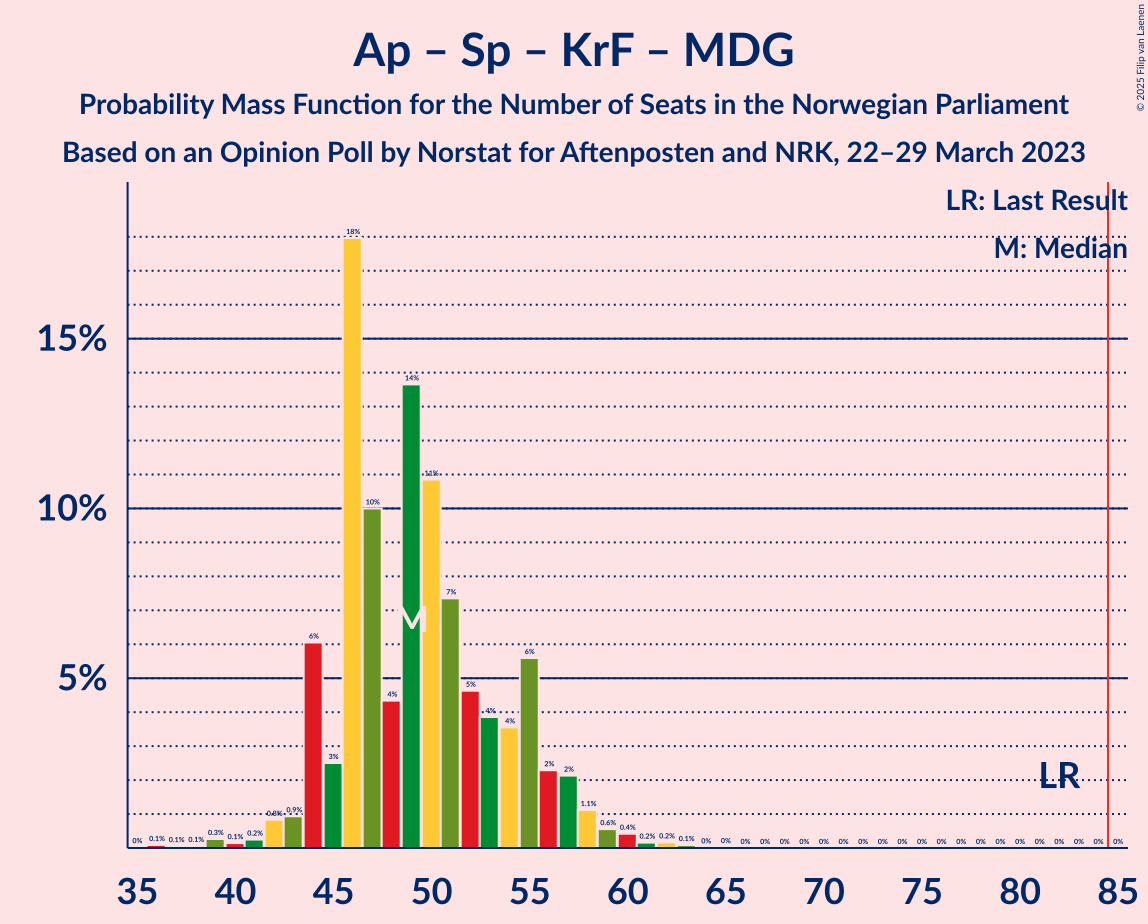 Ap – Sp – KrF – MDG
Probability Mass Function for the Number of Seats in the Norwegian Parliament
Based on an Opinion Poll by Norstat for Aftenposten and NRK, 22–29 March 2023
© 2025 Filip van Laenen
LR: Last Result
M: Median
15%
10%
5%
0% 0.1% 0.1% 0.1% 0.3% 0.1% 0.2% 0.8% 0.9% 6% 3% 18% 10% 4% 14% 11% 7% 5% 4% 4% 6% 2% 2% 1.1% 0.6% 0.4% 0.2% 0.2% 0.1% 0% 0% 0% 0% 0% 0% 0% 0% 0% 0% 0% 0% 0% 0% 0% 0% 0% 0% 0% 0% 0% 0%
M
LR
35 40 45 50 55 60 65 70 75 80 85